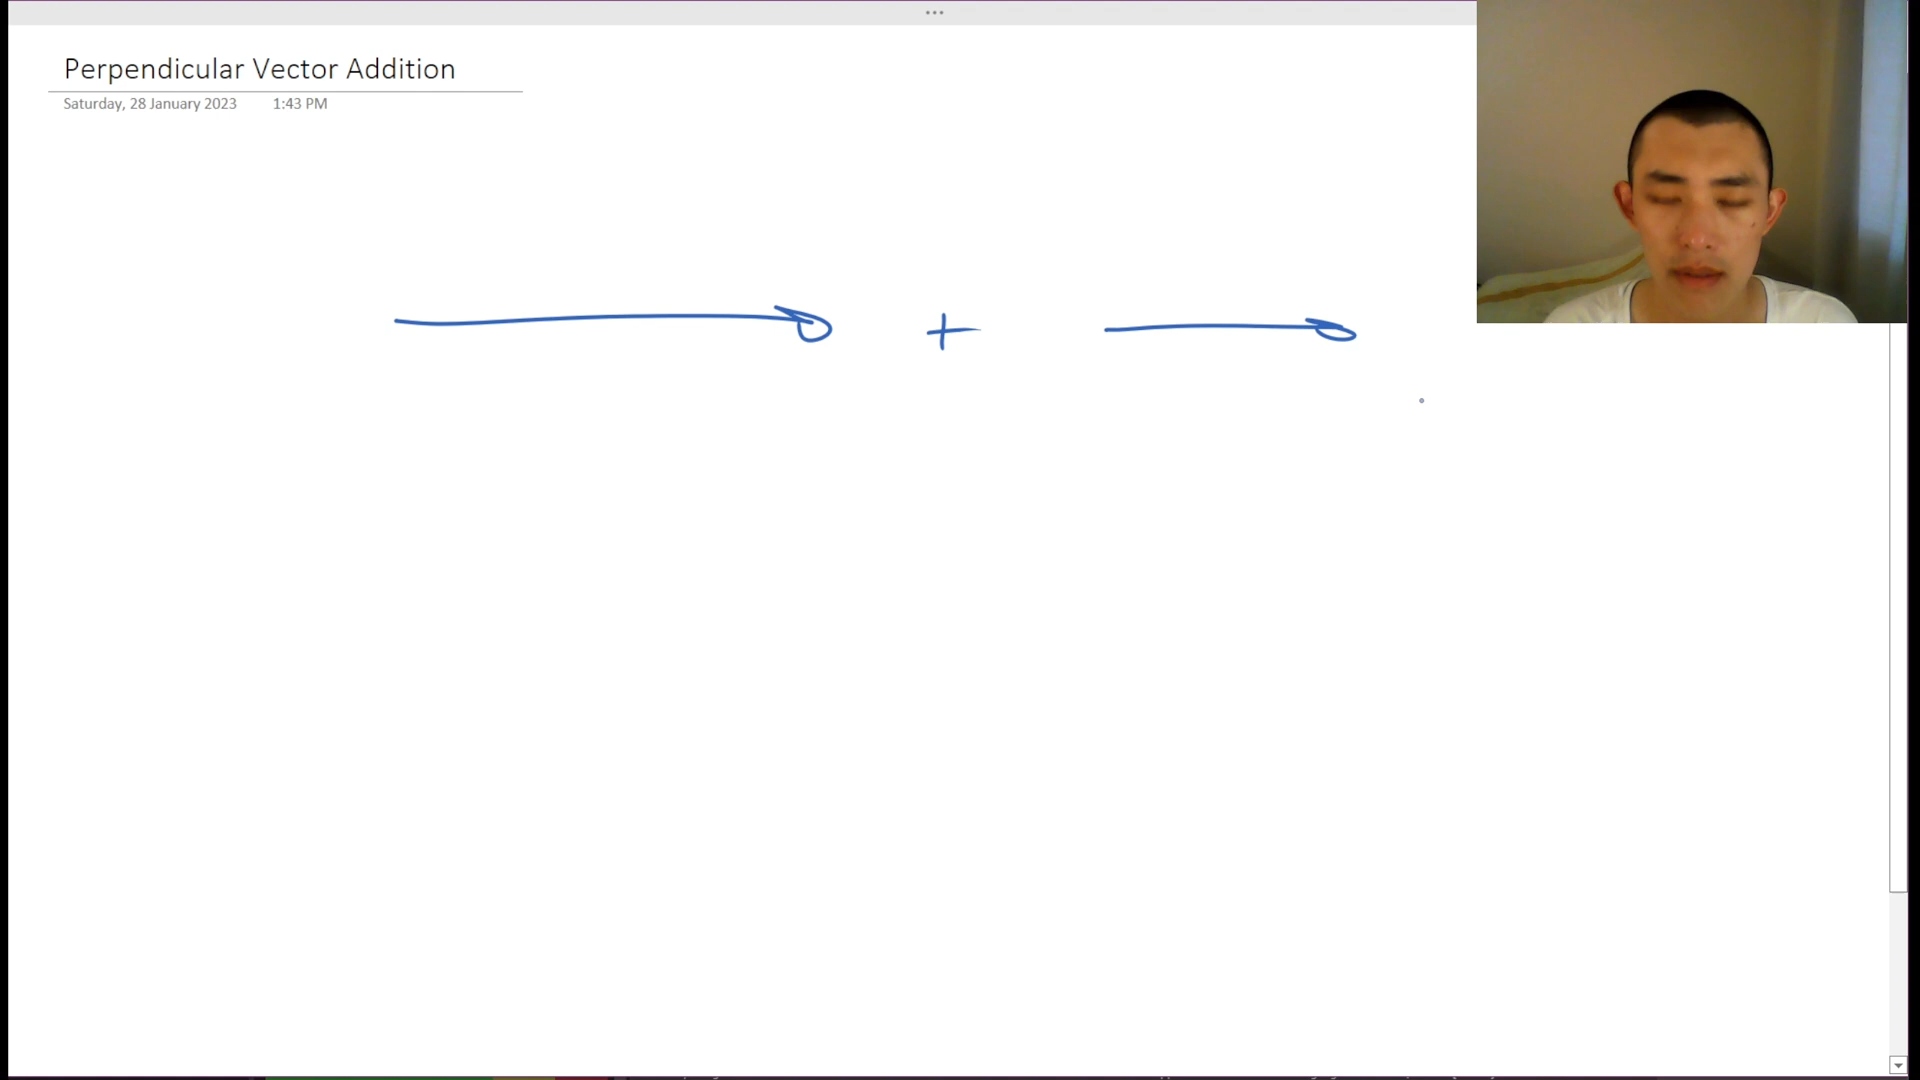 Perpendicular Vector Addition
Saturday, 28 January 2023 1:43 PM
+